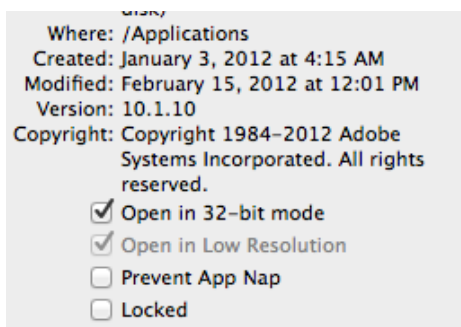 disk)
Where: /Applications
Created: January 3, 2012 at 4:15 AM
Modified: February 15, 2012 at 12:01 PM
Version: 10.1.10
Copyright: Copyright 1984–2012 Adobe
Systems Incorporated. All rights
reserved.
Open in 32-bit mode
Open in Low Resolution
Prevent App Nap
Locked